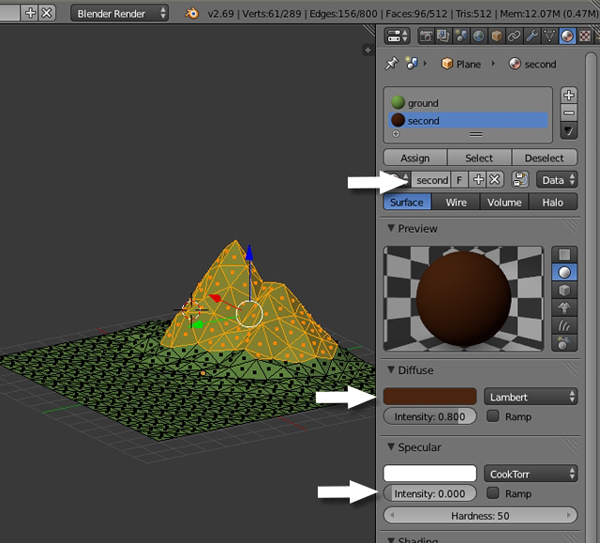 Blender Render
v2.69 | Verts:61/289 | Edges:156/800 | Faces:96/512 | Tris:512 | Mem:12.07M (0.47M)
Plane second
ground
second
Assign Select Deselect
second F Data
Surface Wire Volume Halo
Preview
Diffuse
Lambert
Intensity: 0.800 Ramp
Specular
CookTorr
Intensity: 0.000 Ramp
Hardness: 50
Shading